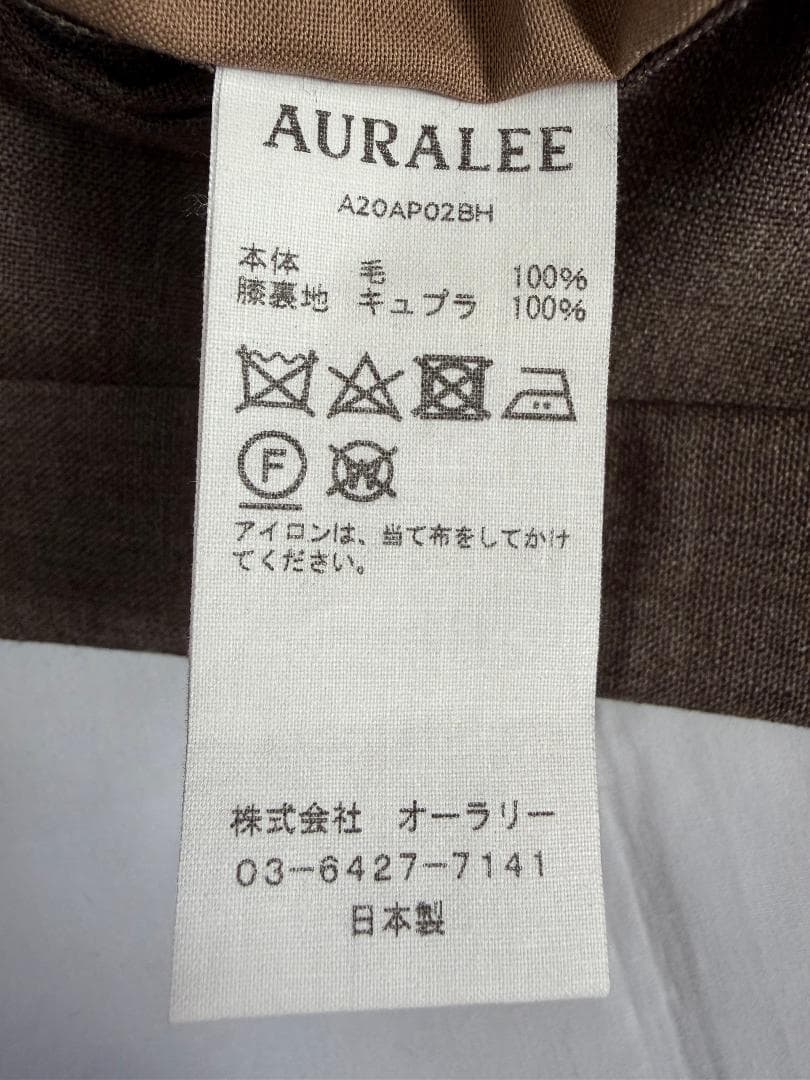 AURALEE
A20AP02BH
本体 毛 100%
膝裏地 キュプラ 100%
F W
アイロンは、当て布をしてかけ
てください。
株式会社 オーラリー
03-6427-7141
日本製